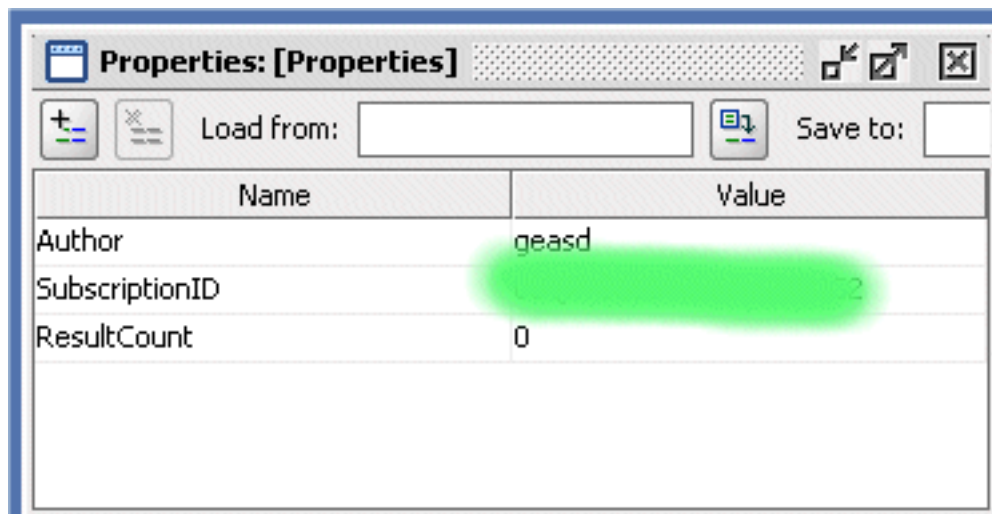 Properties: [Properties]
Load from: Save to:
Name Value
Author geasd
SubscriptionID
ResultCount 0